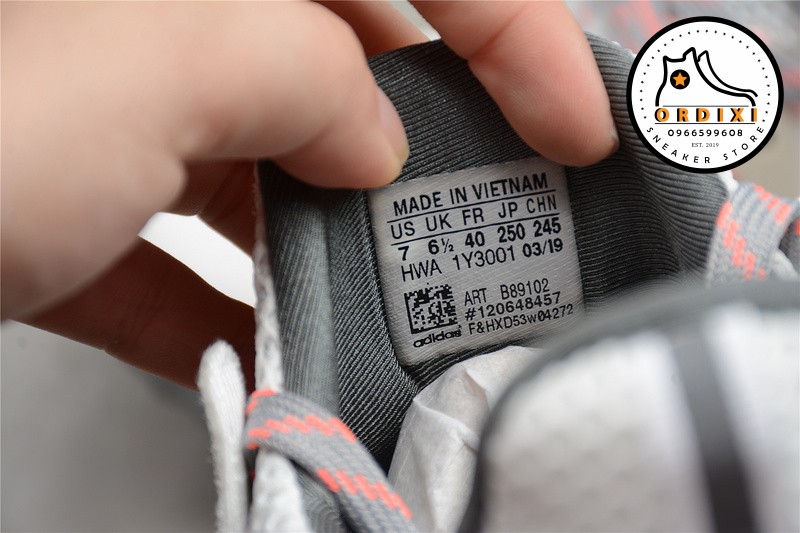 MADE IN VIETNAM
US UK FR JP CHN
7 6½ 40 250 245
HWA 1Y3001 03/19
ART B89102
#120648457
F&HXD53w04272
adidas
ORDIXI
0966599608
EST. 2019
SNEAKER STORE